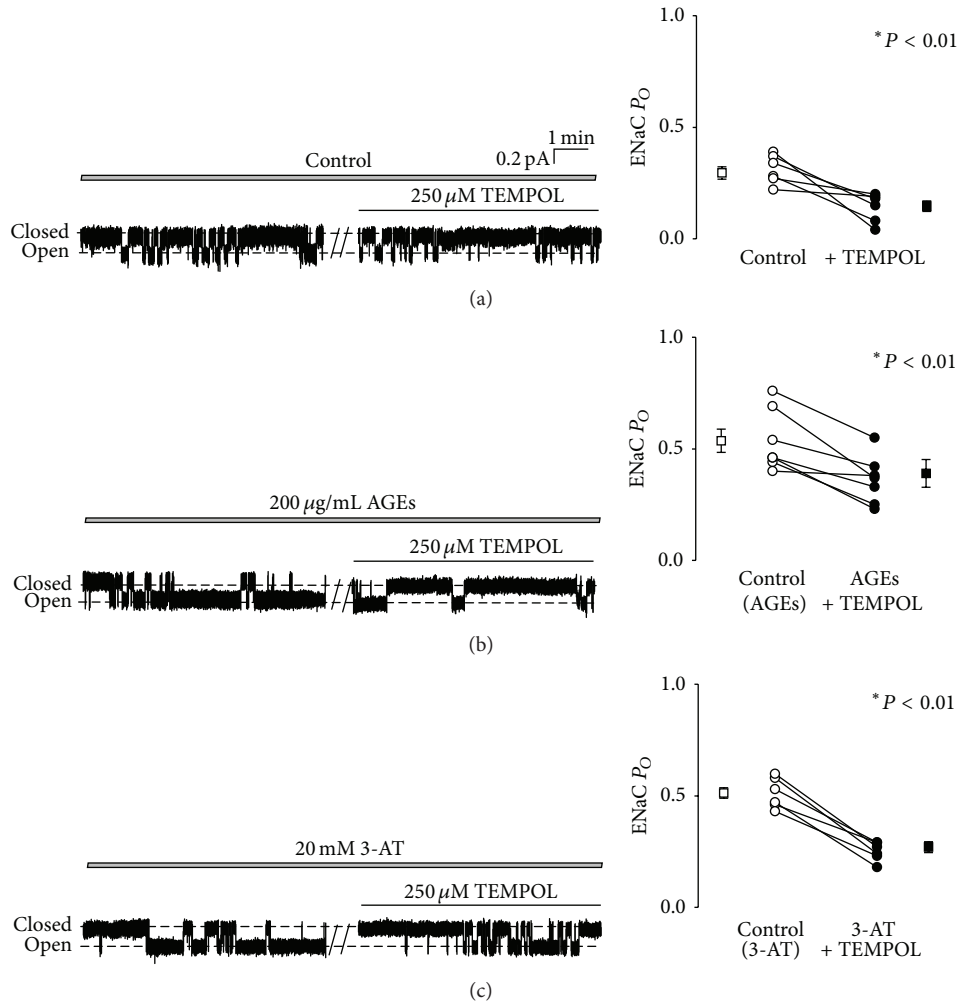 1 min
0.2 pA
Control
250 μM TEMPOL
Closed
Open
1.0
0.5
0.0
ENaC PO
*P < 0.01
Control + TEMPOL
(a)
200 μg/mL AGEs
250 μM TEMPOL
Closed
Open
1.0
0.5
0.0
ENaC PO
*P < 0.01
Control AGEs
(AGEs) + TEMPOL
(b)
20 mM 3-AT
250 μM TEMPOL
Closed
Open
1.0
0.5
0.0
ENaC PO
*P < 0.01
Control 3-AT
(3-AT) + TEMPOL
(c)